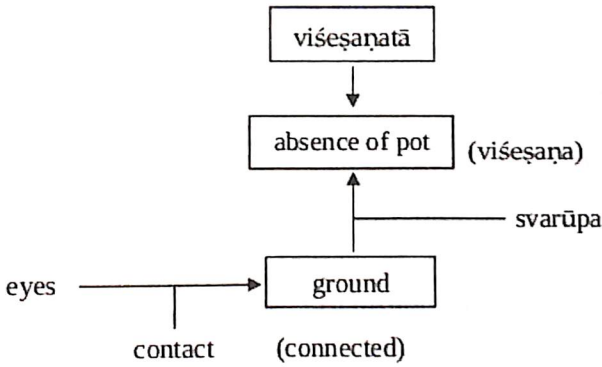 viśeṣaṇatā
absence of pot
(viśeṣaṇa)
svarūpa
eyes
ground
contact
(connected)